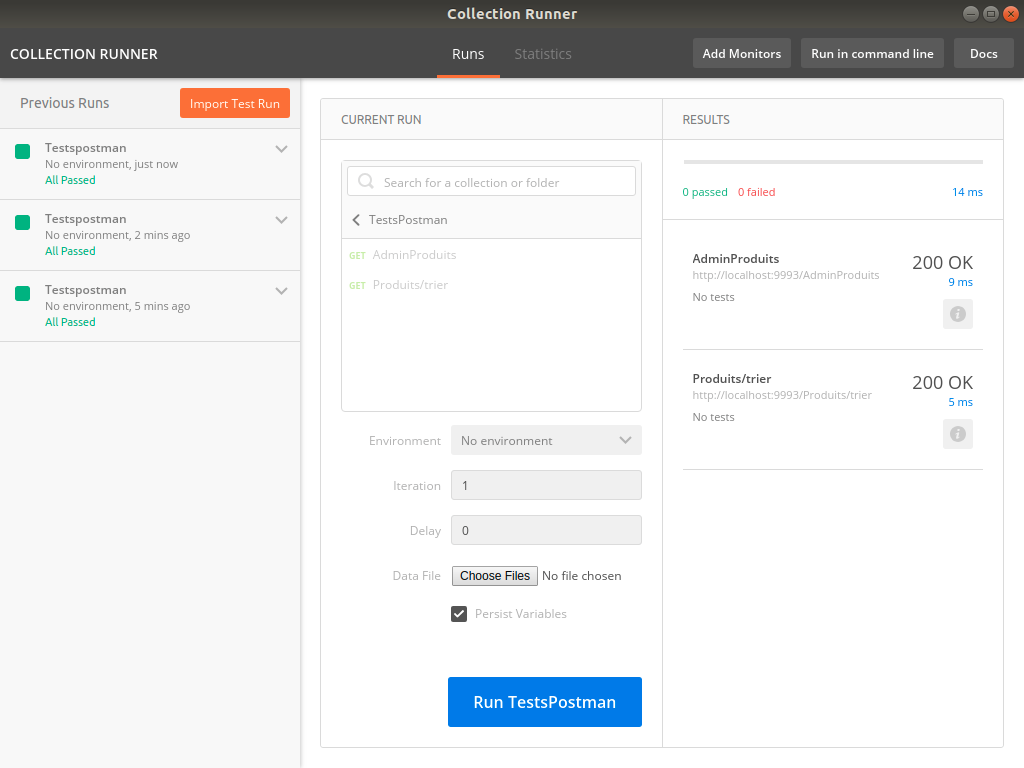 Collection Runner
COLLECTION RUNNER
Runs
Statistics
Add Monitors
Run in command line
Docs
Previous Runs
Import Test Run
Testspostman
No environment, just now
All Passed
Testspostman
No environment, 2 mins ago
All Passed
Testspostman
No environment, 5 mins ago
All Passed
CURRENT RUN
Search for a collection or folder
TestsPostman
GET AdminProduits
GET Produits/trier
Environment No environment
Iteration 1
Delay 0
Data File Choose Files No file chosen
Persist Variables
Run TestsPostman
RESULTS
0 passed 0 failed 14 ms
AdminProduits 200 OK
http://localhost:9993/AdminProduits 9 ms
No tests
Produits/trier 200 OK
http://localhost:9993/Produits/trier 5 ms
No tests